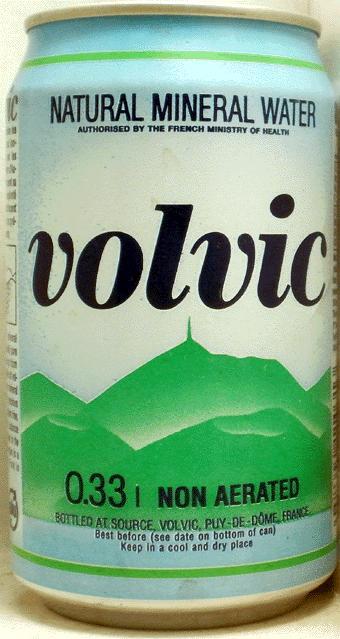 NATURAL MINERAL WATER
AUTHORISED BY THE FRENCH MINISTRY OF HEALTH
volvic
0.33 l NON AERATED
BOTTLED AT SOURCE, VOLVIC, PUY-DE-DÔME, FRANCE
Best before (see date on bottom of can)
Keep in a cool and dry place